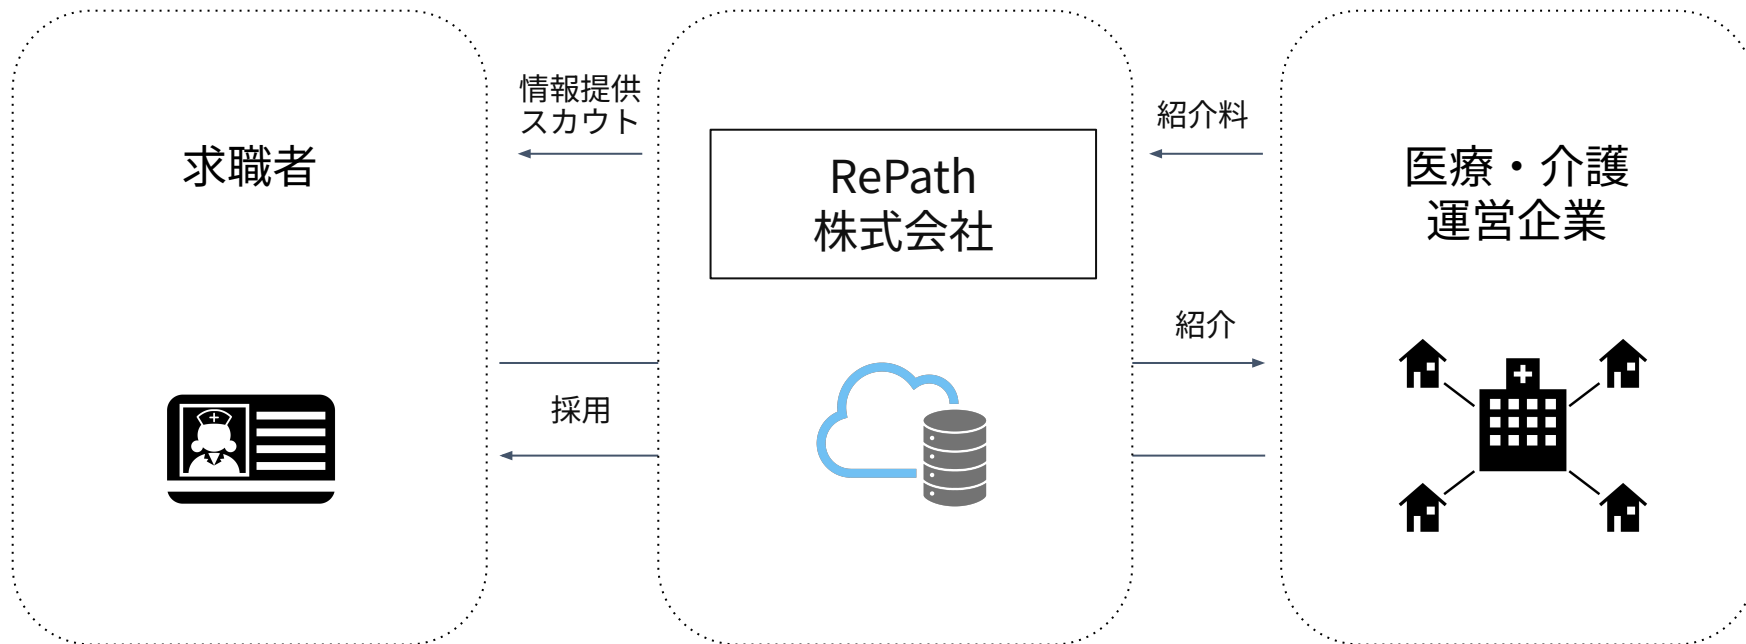 求職者
情報提供
スカウト
採用
RePath
株式会社
紹介料
紹介
医療・介護
運営企業